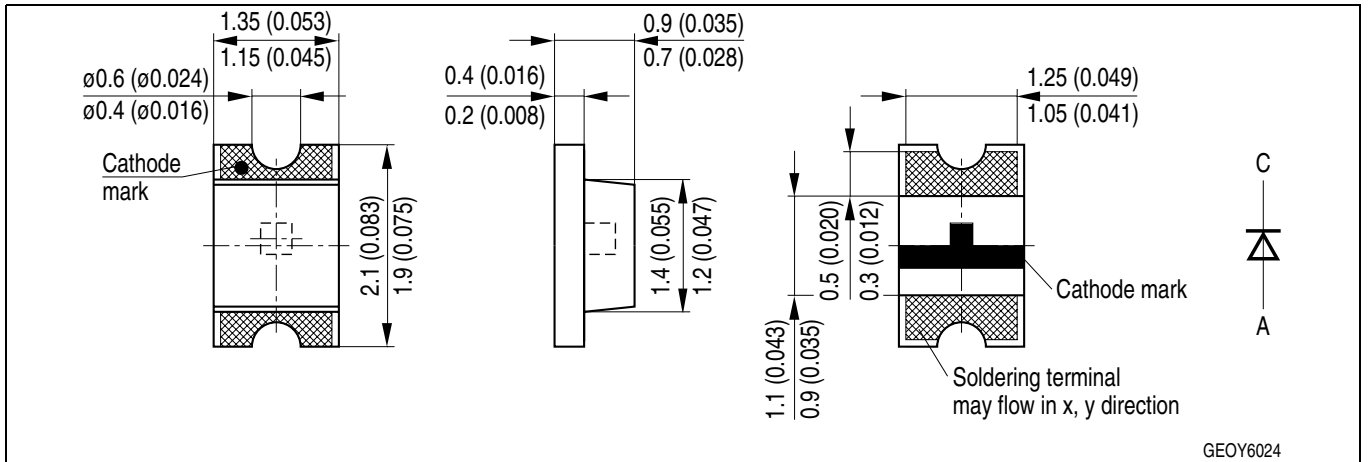 1.35 (0.053)
1.15 (0.045)
ø0.6 (ø0.024)
ø0.4 (ø0.016)
Cathode
mark
2.1 (0.083)
1.9 (0.075)
0.9 (0.035)
0.7 (0.028)
0.4 (0.016)
0.2 (0.008)
1.4 (0.055)
1.2 (0.047)
1.25 (0.049)
1.05 (0.041)
0.5 (0.020)
0.3 (0.012)
1.1 (0.043)
0.9 (0.035)
Cathode mark
Soldering terminal
may flow in x, y direction
C
A
GEOY6024